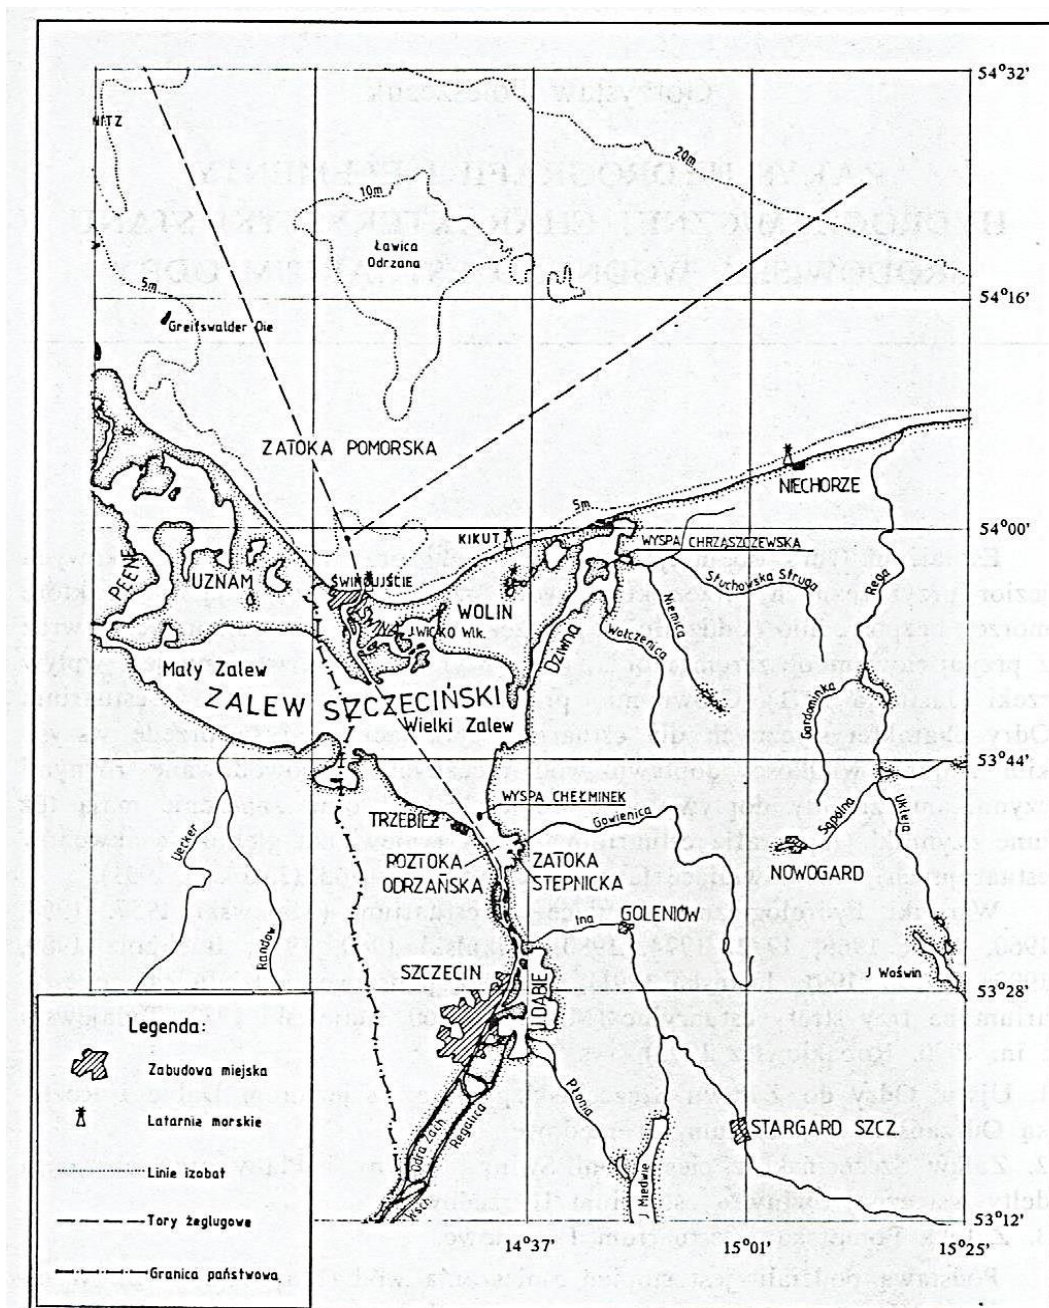 54°32'
NITZ
20m
10m
Ławica
Odrzana
5m
54°16'
Greifswalder Oie
ZATOKA POMORSKA
NIECHORZE
5m
54°00'
KIKUT
WYSPA CHRZĄSZCZEWSKA
PEENE
UZNAM
ŚWINOUJŚCIE
Stuchowska Struga
Rega
WOLIN
J.WICKO Wlk.
DZIWNA
Niemica
Wołczenica
Mały Zalew
ZALEW SZCZECIŃSKI
Wielki Zalew
Gardominka
53°44'
WYSPA CHEŁMINEK
Gowienica
Sąpolna
Ukleja
Uecker
TRZEBIEŻ
ROZTOKA
ODRZAŃSKA
ZATOKA
STEPNICKA
NOWOGARD
Ina
GOLENIÓW
Randow
SZCZECIN
J.DĄBIE
J Woświn
53°28'
Legenda:
Zabudowa miejska
Latarnie morskie
Linie izobat
Tory żeglugowe
Granica państwowa
Odra Zach
Regalica
Płonia
J Miedwie
STARGARD SZCZ.
53°12'
14°37'
15°01'
15°25'